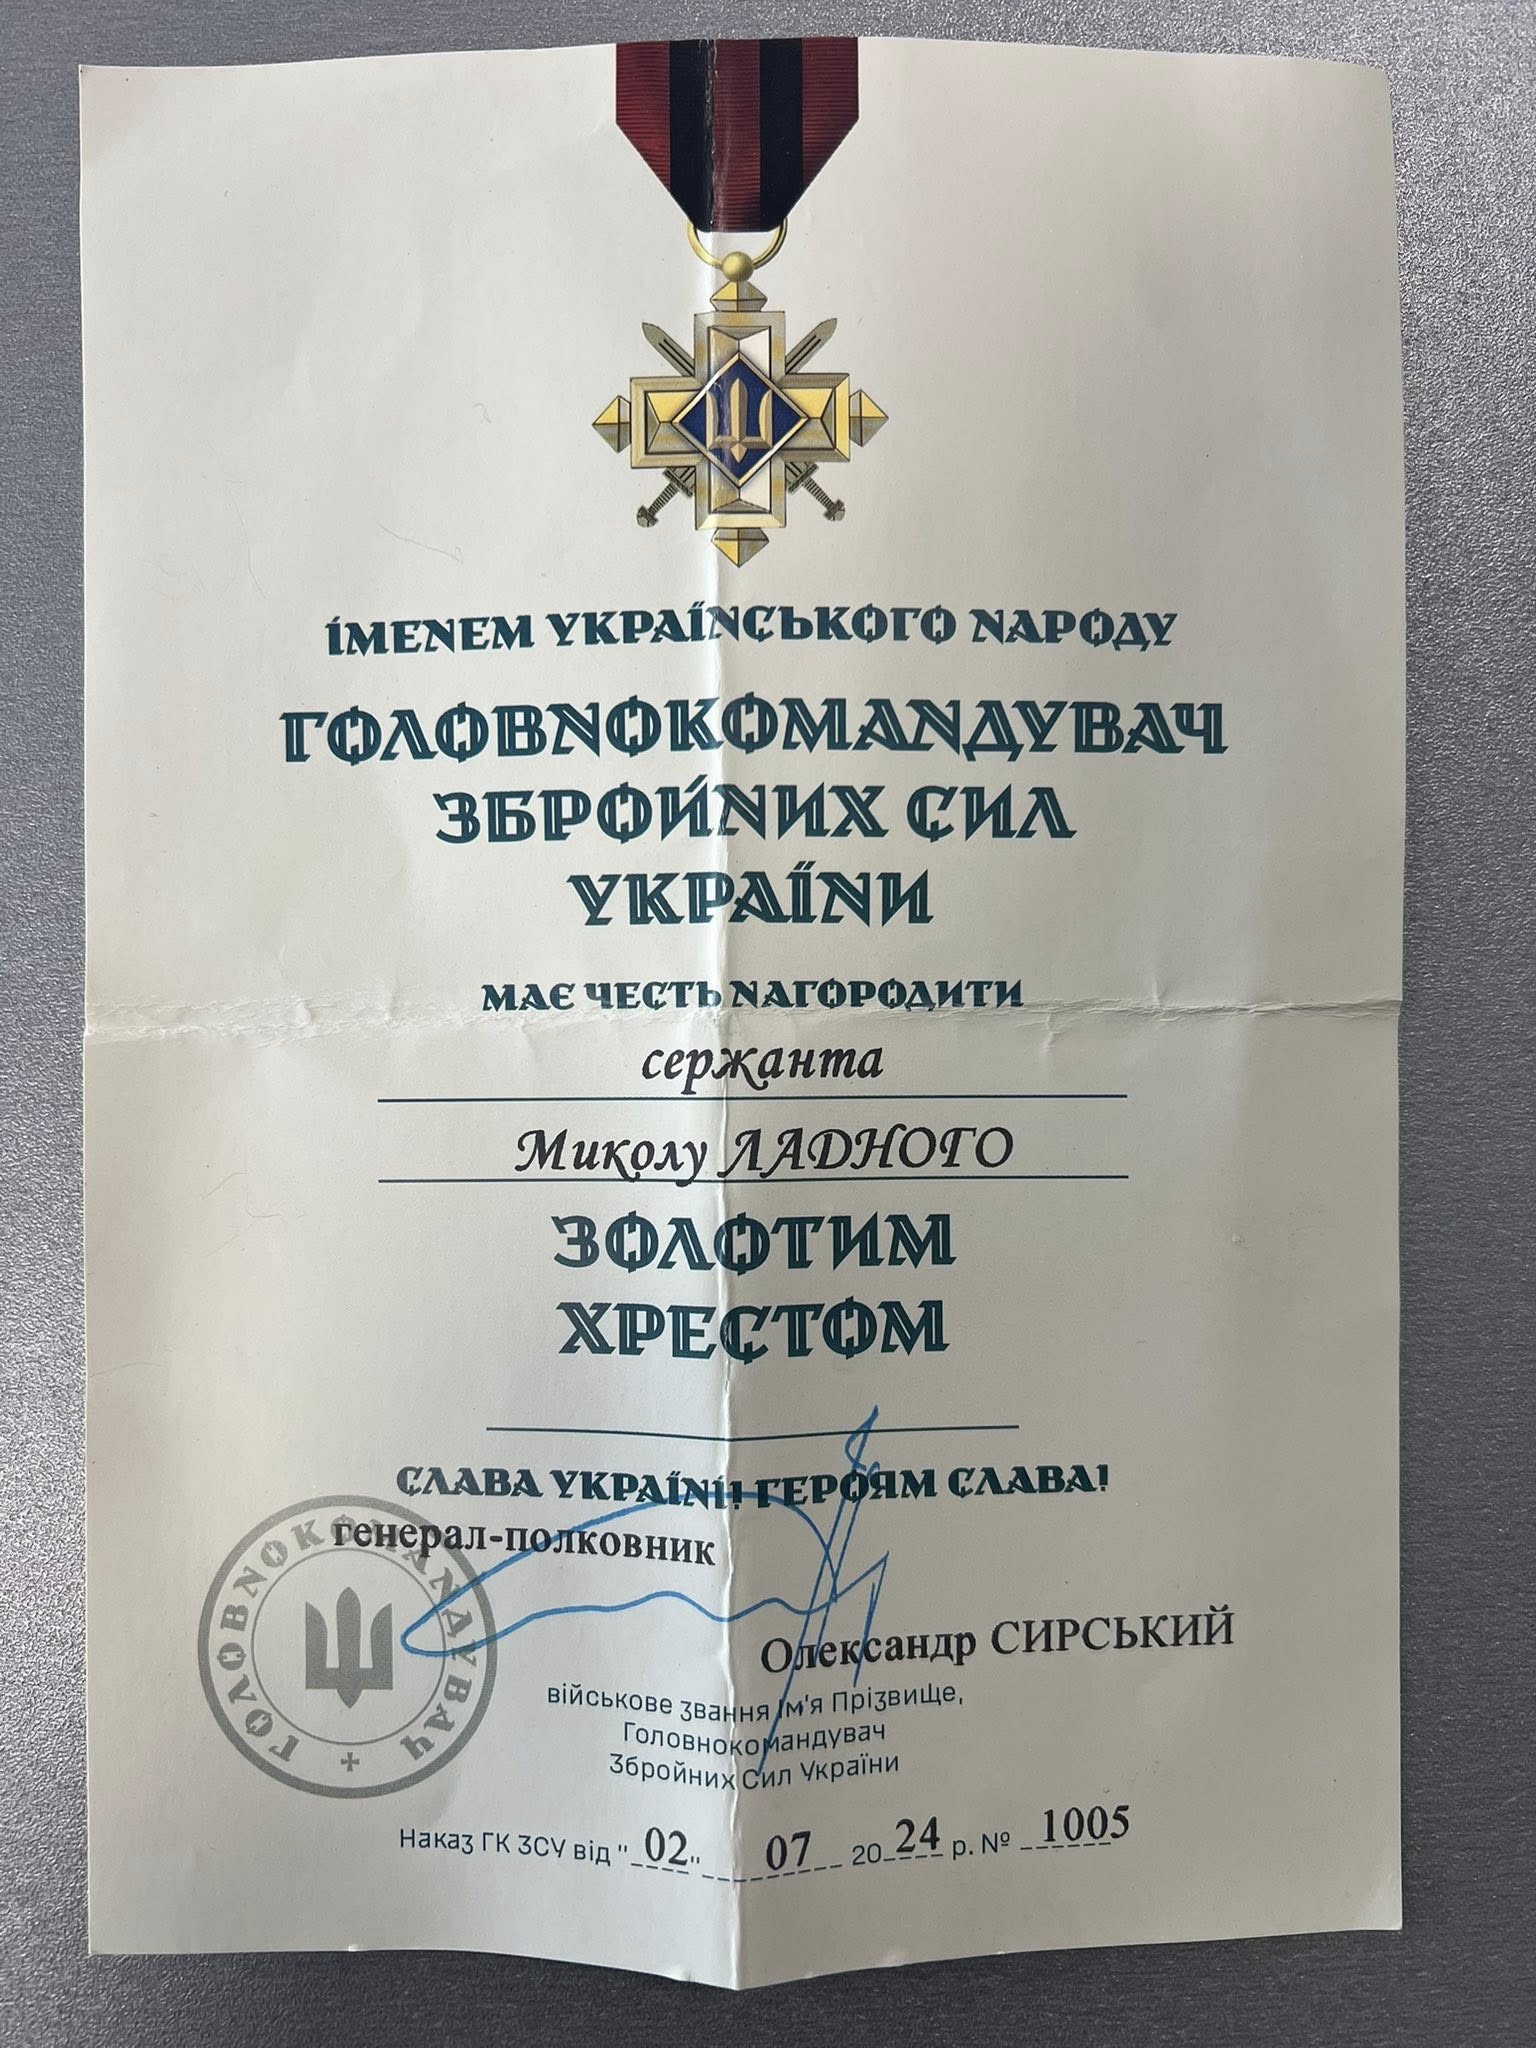 ІМЕНЕМ УКРАЇНСЬКОГО НАРОДУ
ГОЛОВНОКОМАНДУВАЧ
ЗБРОЙНИХ СИЛ
УКРАЇНИ
МАЄ ЧЕСТЬ НАГОРОДИТИ
сержанта
Миколу ЛАДНОГО
ЗОЛОТИМ
ХРЕСТОМ
СЛАВА УКРАЇНІ! ГЕРОЯМ СЛАВА!
генерал-полковник
ГОЛОВНОКОМАНДУВАЧ
Олександр СИРСЬКИЙ
військове звання Ім'я Прізвище,
Головнокомандувач
Збройних Сил України
Наказ ГК ЗСУ від "02" 07 2024 р. № 1005